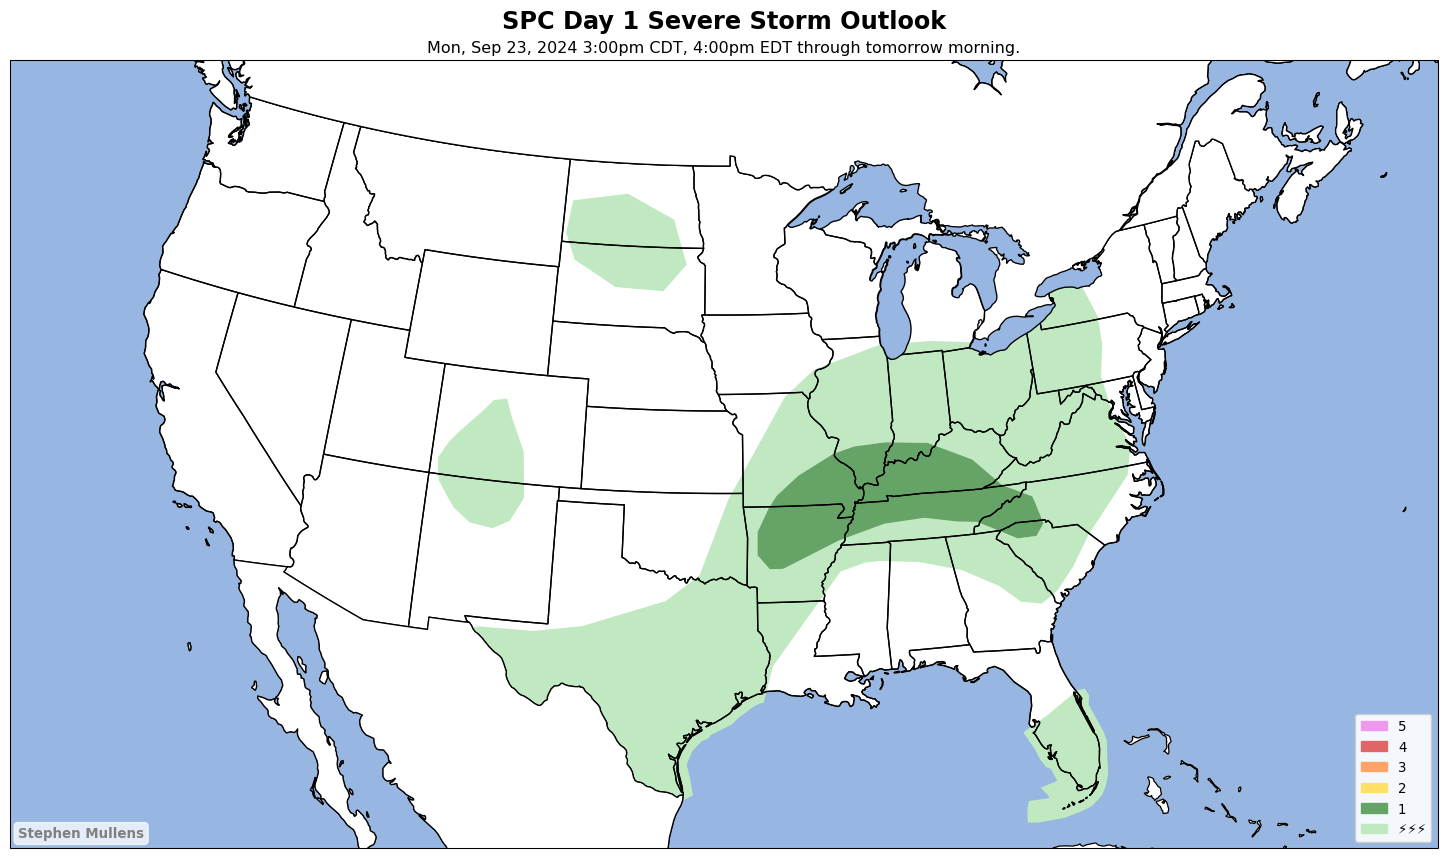 SPC Day 1 Severe Storm Outlook
Mon, Sep 23, 2024 3:00pm CDT, 4:00pm EDT through tomorrow morning.
5
4
3
2
1
⚡⚡⚡
Stephen Mullens